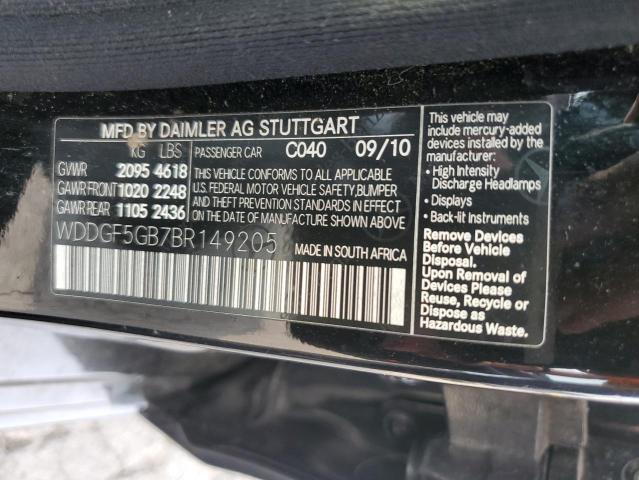 MFD BY DAIMLER AG STUTTGART
KG LBS
GVWR 2095 4618
GAWR FRONT 1020 2248
GAWR REAR 1105 2436
PASSENGER CAR C040 09/10
THIS VEHICLE CONFORMS TO ALL APPLICABLE
U.S. FEDERAL MOTOR VEHICLE SAFETY, BUMPER
AND THEFT PREVENTION STANDARDS IN EFFECT
ON THE DATE OF MANUFACTURE SHOWN ABOVE
WDDGF5GB7BR149205
MADE IN SOUTH AFRICA
This vehicle may
include mercury-added
devices installed by
the manufacturer:
• High Intensity
Discharge Headlamps
• Displays
• Back-lit Instruments
Remove Devices
Before Vehicle
Disposal.
Upon Removal of
Devices Please
Reuse, Recycle or
Dispose as
Hazardous Waste.